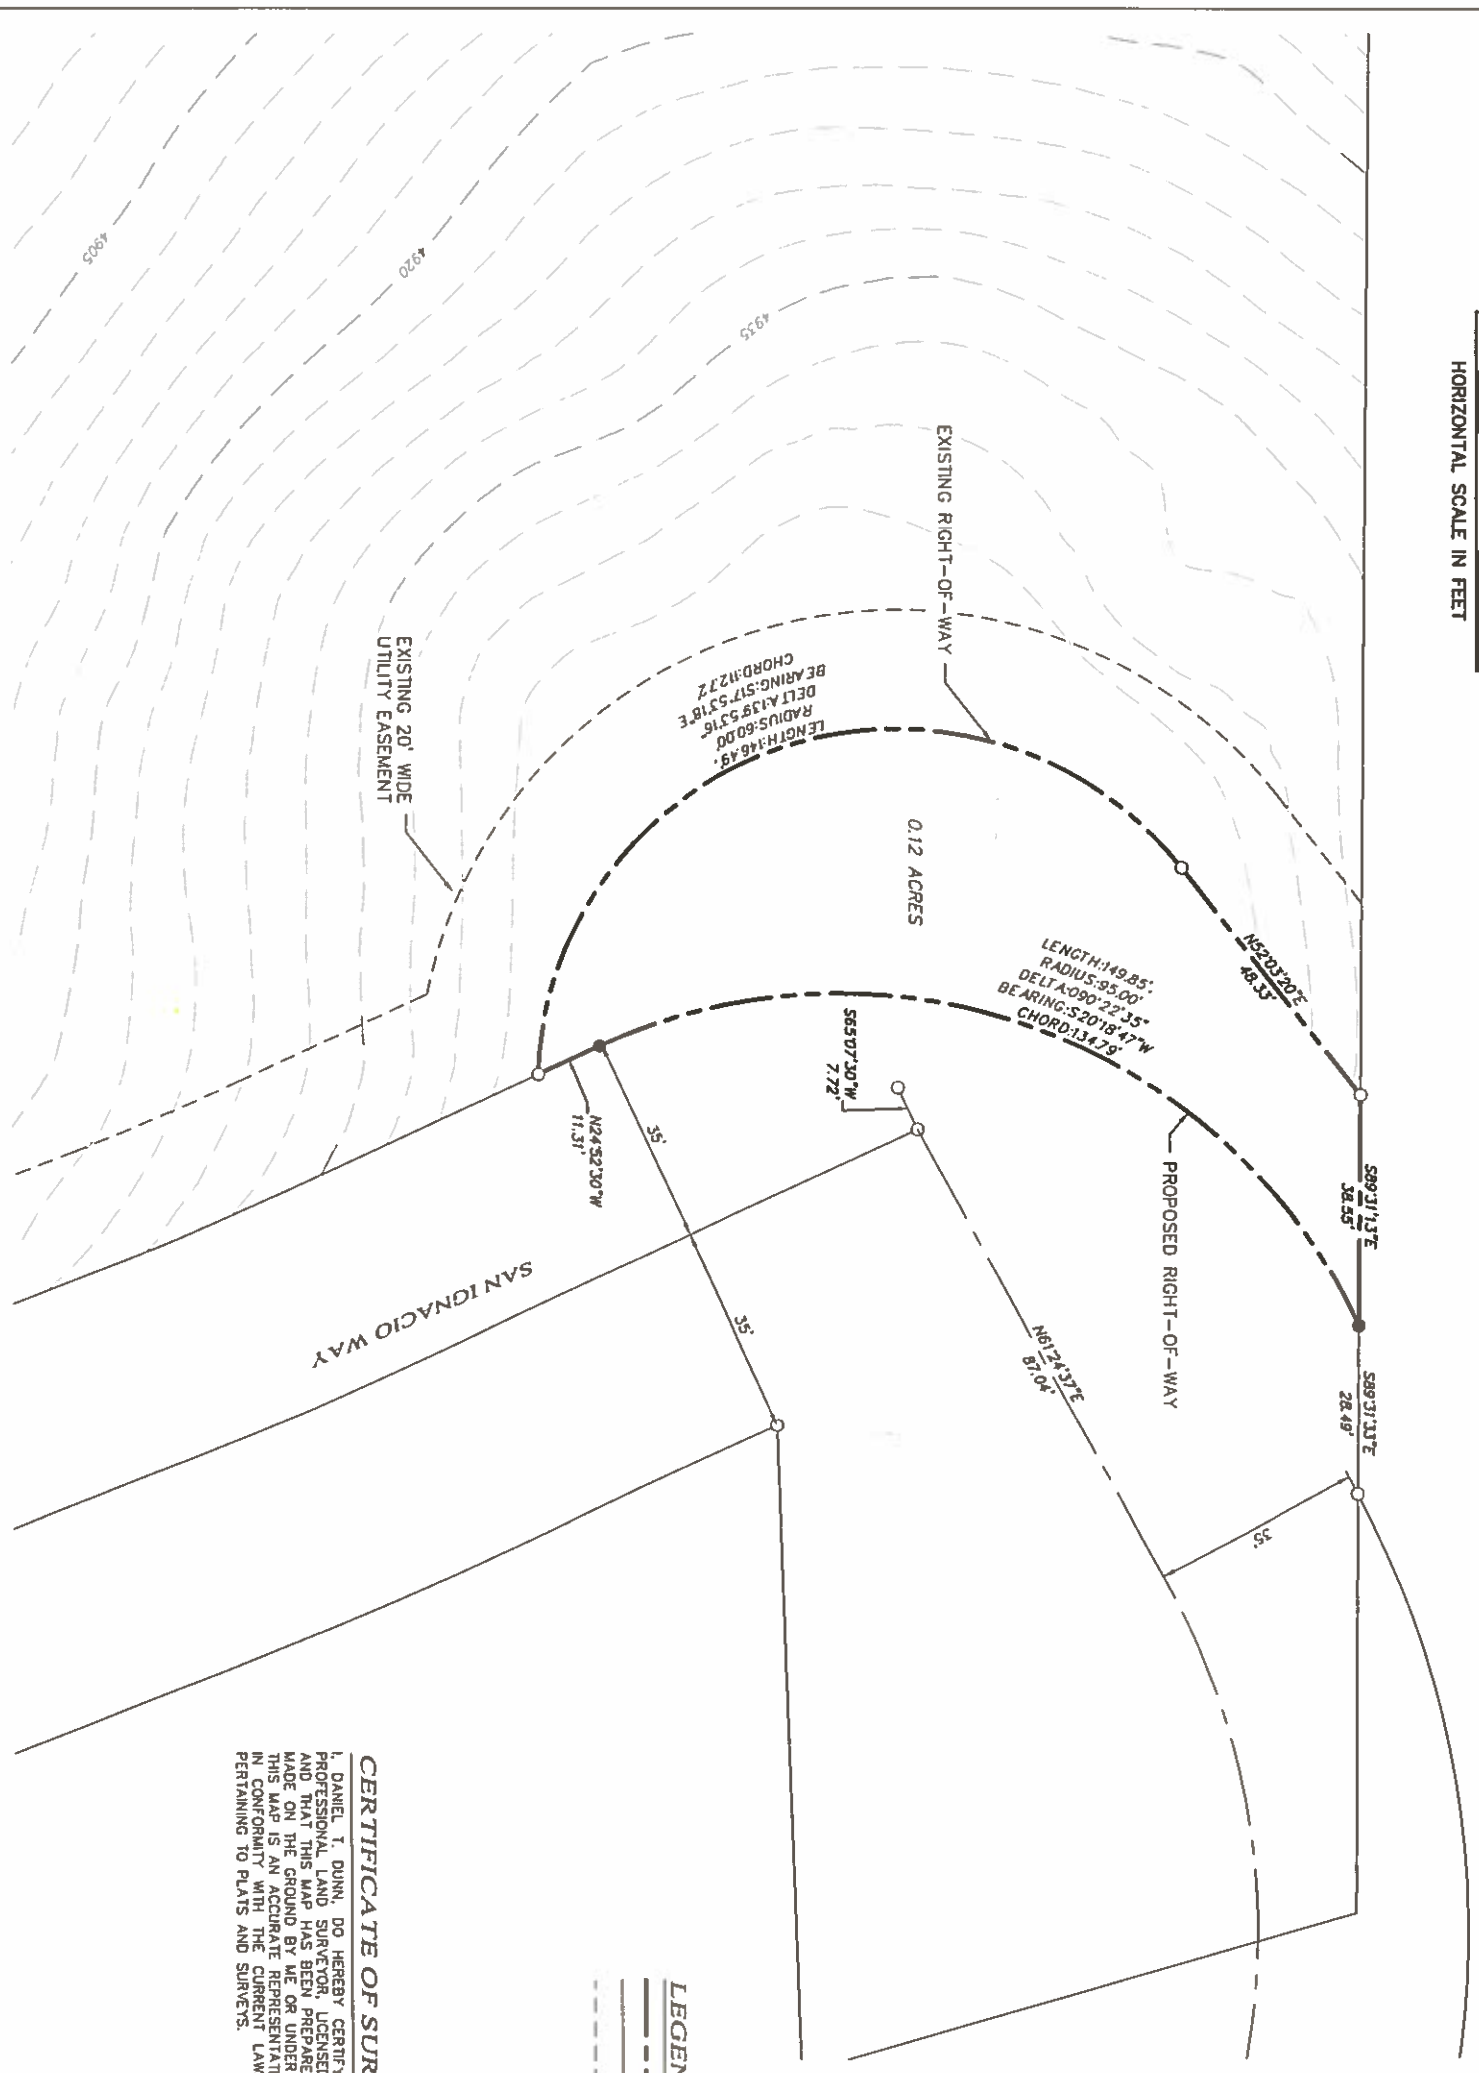 HORIZONTAL SCALE IN FEET
4905
4920
4935
EXISTING RIGHT-OF-WAY
EXISTING 20' WIDE
UTILITY EASEMENT
LENGTH:146.49'
RADIUS:60.00'
DELTA:139°53'16"
BEARING:S17°53'18"E
CHORD:112.72'
0.12 ACRES
N52°03'20"E
48.33'
LENGTH:149.85'
RADIUS:95.00'
DELTA:090°22'35"
BEARING:S20°18'47"W
CHORD:134.79'
S89°31'13"E
38.55'
S65°07'30"W
7.72'
PROPOSED RIGHT-OF-WAY
N24°52'30"W
11.31'
35'
35'
SAN IGNACIO WAY
N61°24'37"E
87.04'
S89°31'33"E
28.49'
35'
LEGEN
CERTIFICATE OF SUR
I, DANIEL T. DUNN, DO HEREBY CERTIFY
PROFESSIONAL LAND SURVEYOR, LICENSED
AND THAT THIS MAP HAS BEEN PREPARE
MADE ON THE GROUND BY ME OR UNDER
THIS MAP IS AN ACCURATE REPRESENTATI
IN CONFORMITY WITH THE CURRENT LAW
PERTAINING TO PLATS AND SURVEYS.